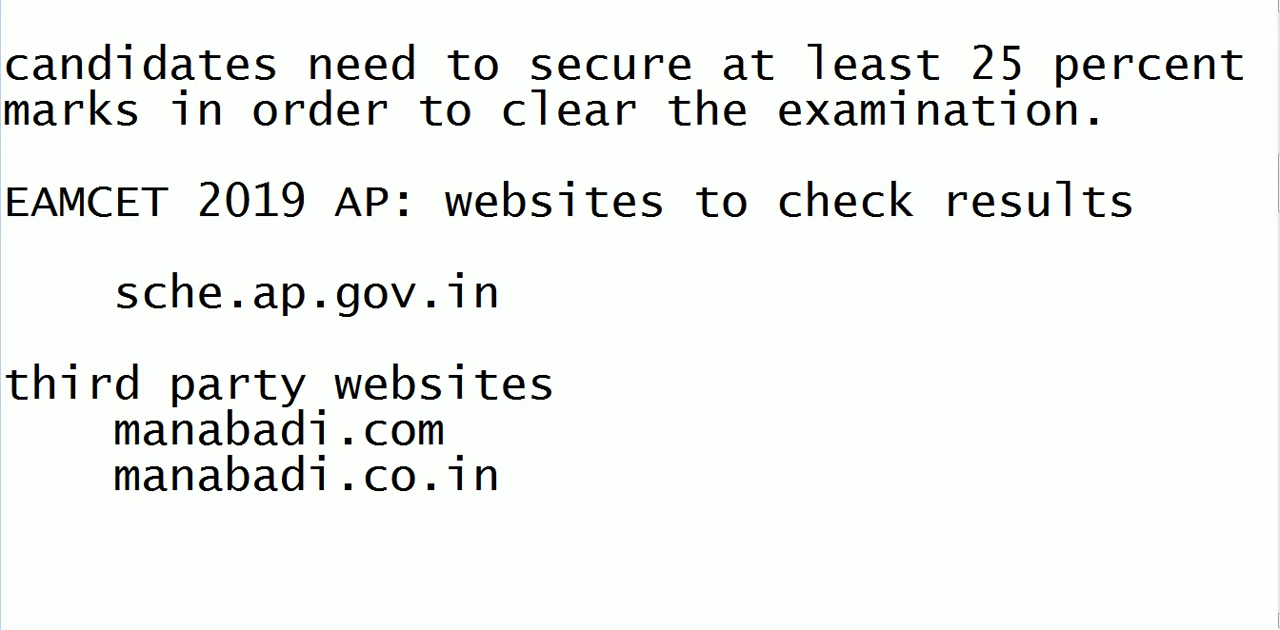 candidates need to secure at least 25 percent
marks in order to clear the examination.
EAMCET 2019 AP: websites to check results
sche.ap.gov.in
third party websites
manabadi.com
manabadi.co.in